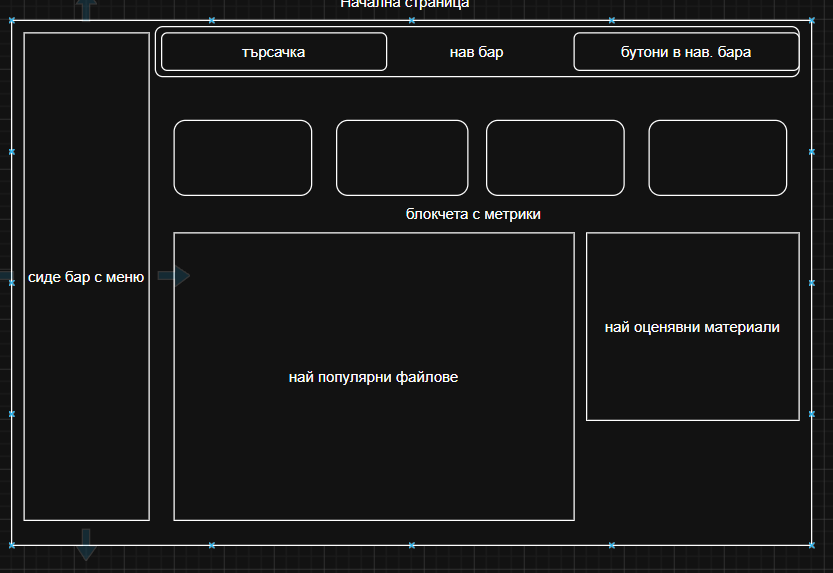 Начална страница
търсачка
нав бар
бутони в нав. бара
блокчета с метрики
сиде бар с меню
най оценявни материали
най популярни файлове